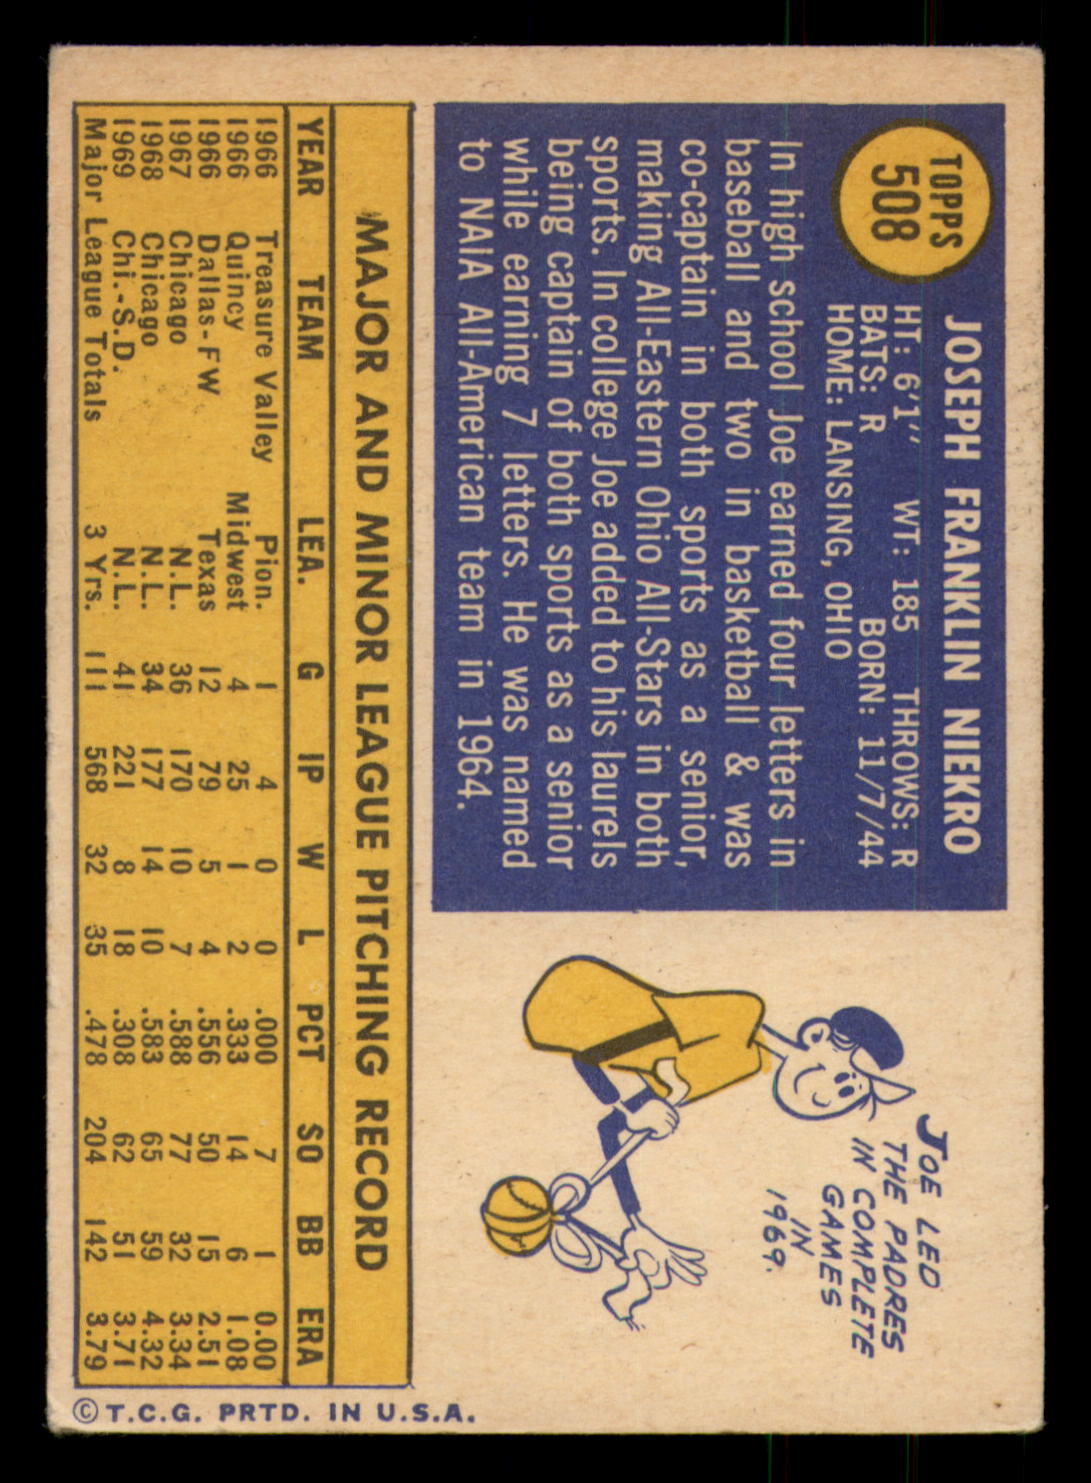 TOPPS
508
JOSEPH FRANKLIN NIEKRO
HT: 6'1" WT: 185 THROWS: R
BATS: R BORN: 11/7/44
HOME: LANSING, OHIO
In high school Joe earned four letters in
baseball and two in basketball & was
co-captain in both sports as a senior,
making All-Eastern Ohio All-Stars in both
sports. In college Joe added to his laurels
being captain of both sports as a senior
while earning 7 letters. He was named
to NAIA All-American team in 1964.
JOE LED
THE PADRES
IN COMPLETE
GAMES
IN
1969.
MAJOR AND MINOR LEAGUE PITCHING RECORD
YEAR TEAM LEA. G IP W L PCT SO BB ERA
1966 Treasure Valley Pion. 1 4 0 0 .000 7 1 0.00
1966 Quincy Midwest 4 25 1 2 .333 14 6 1.08
1966 Dallas-FW Texas 12 79 5 4 .556 50 15 2.51
1967 Chicago N.L. 36 170 10 7 .588 77 32 3.34
1968 Chicago N.L. 34 177 14 10 .583 65 59 4.32
1969 Chi.-S.D. N.L. 41 221 8 18 .308 62 51 3.71
Major League Totals 3 Yrs. 111 568 32 35 .478 204 142 3.79
© T.C.G. PRTD. IN U.S.A.